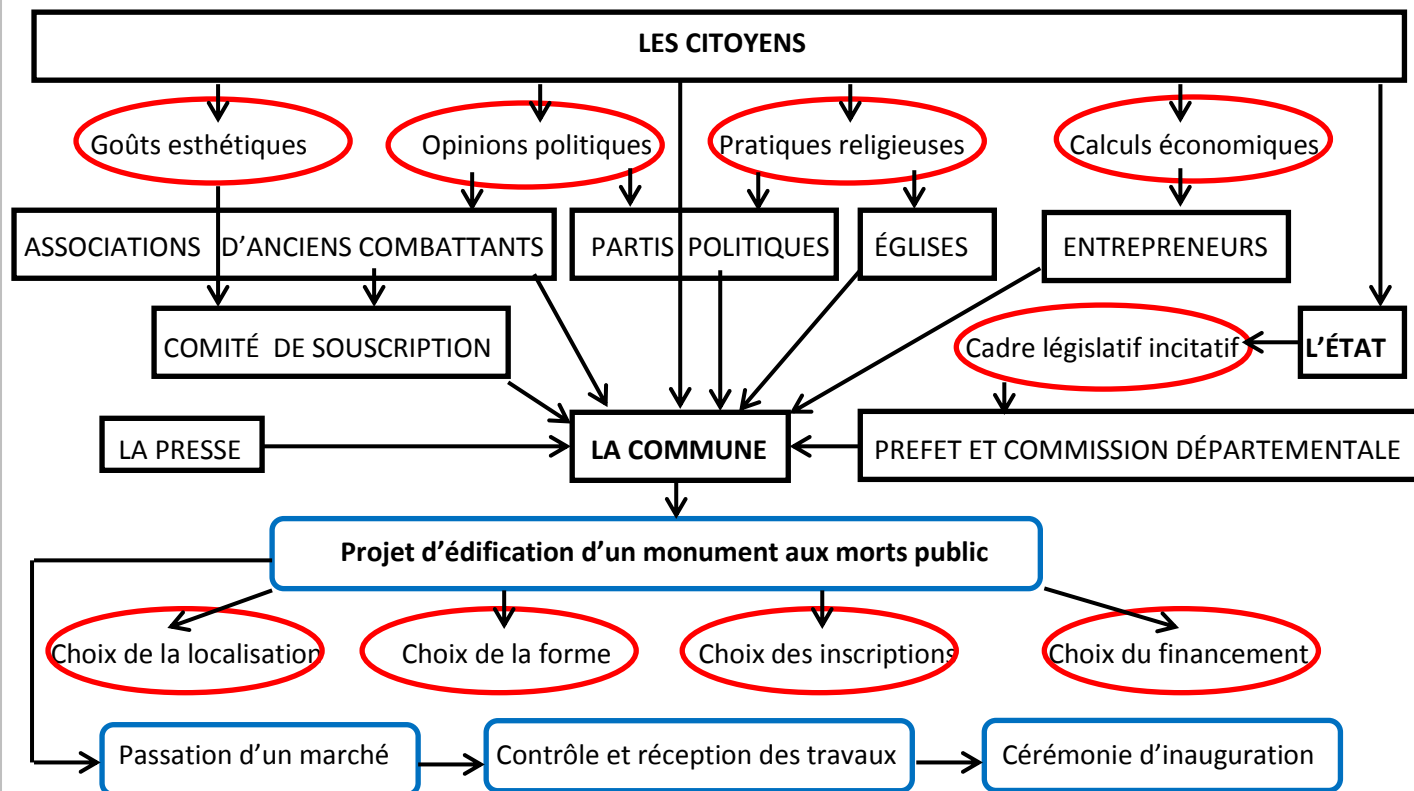 LES CITOYENS
Goûts esthétiques
Opinions politiques
Pratiques religieuses
Calculs économiques
ASSOCIATIONS D’ANCIENS COMBATTANTS
PARTIS POLITIQUES
ÉGLISES
ENTREPRENEURS
COMITÉ DE SOUSCRIPTION
Cadre législatif incitatif
L’ÉTAT
LA PRESSE
LA COMMUNE
PREFET ET COMMISSION DÉPARTEMENTALE
Projet d’édification d’un monument aux morts public
Choix de la localisation
Choix de la forme
Choix des inscriptions
Choix du financement
Passation d’un marché
Contrôle et réception des travaux
Cérémonie d’inauguration